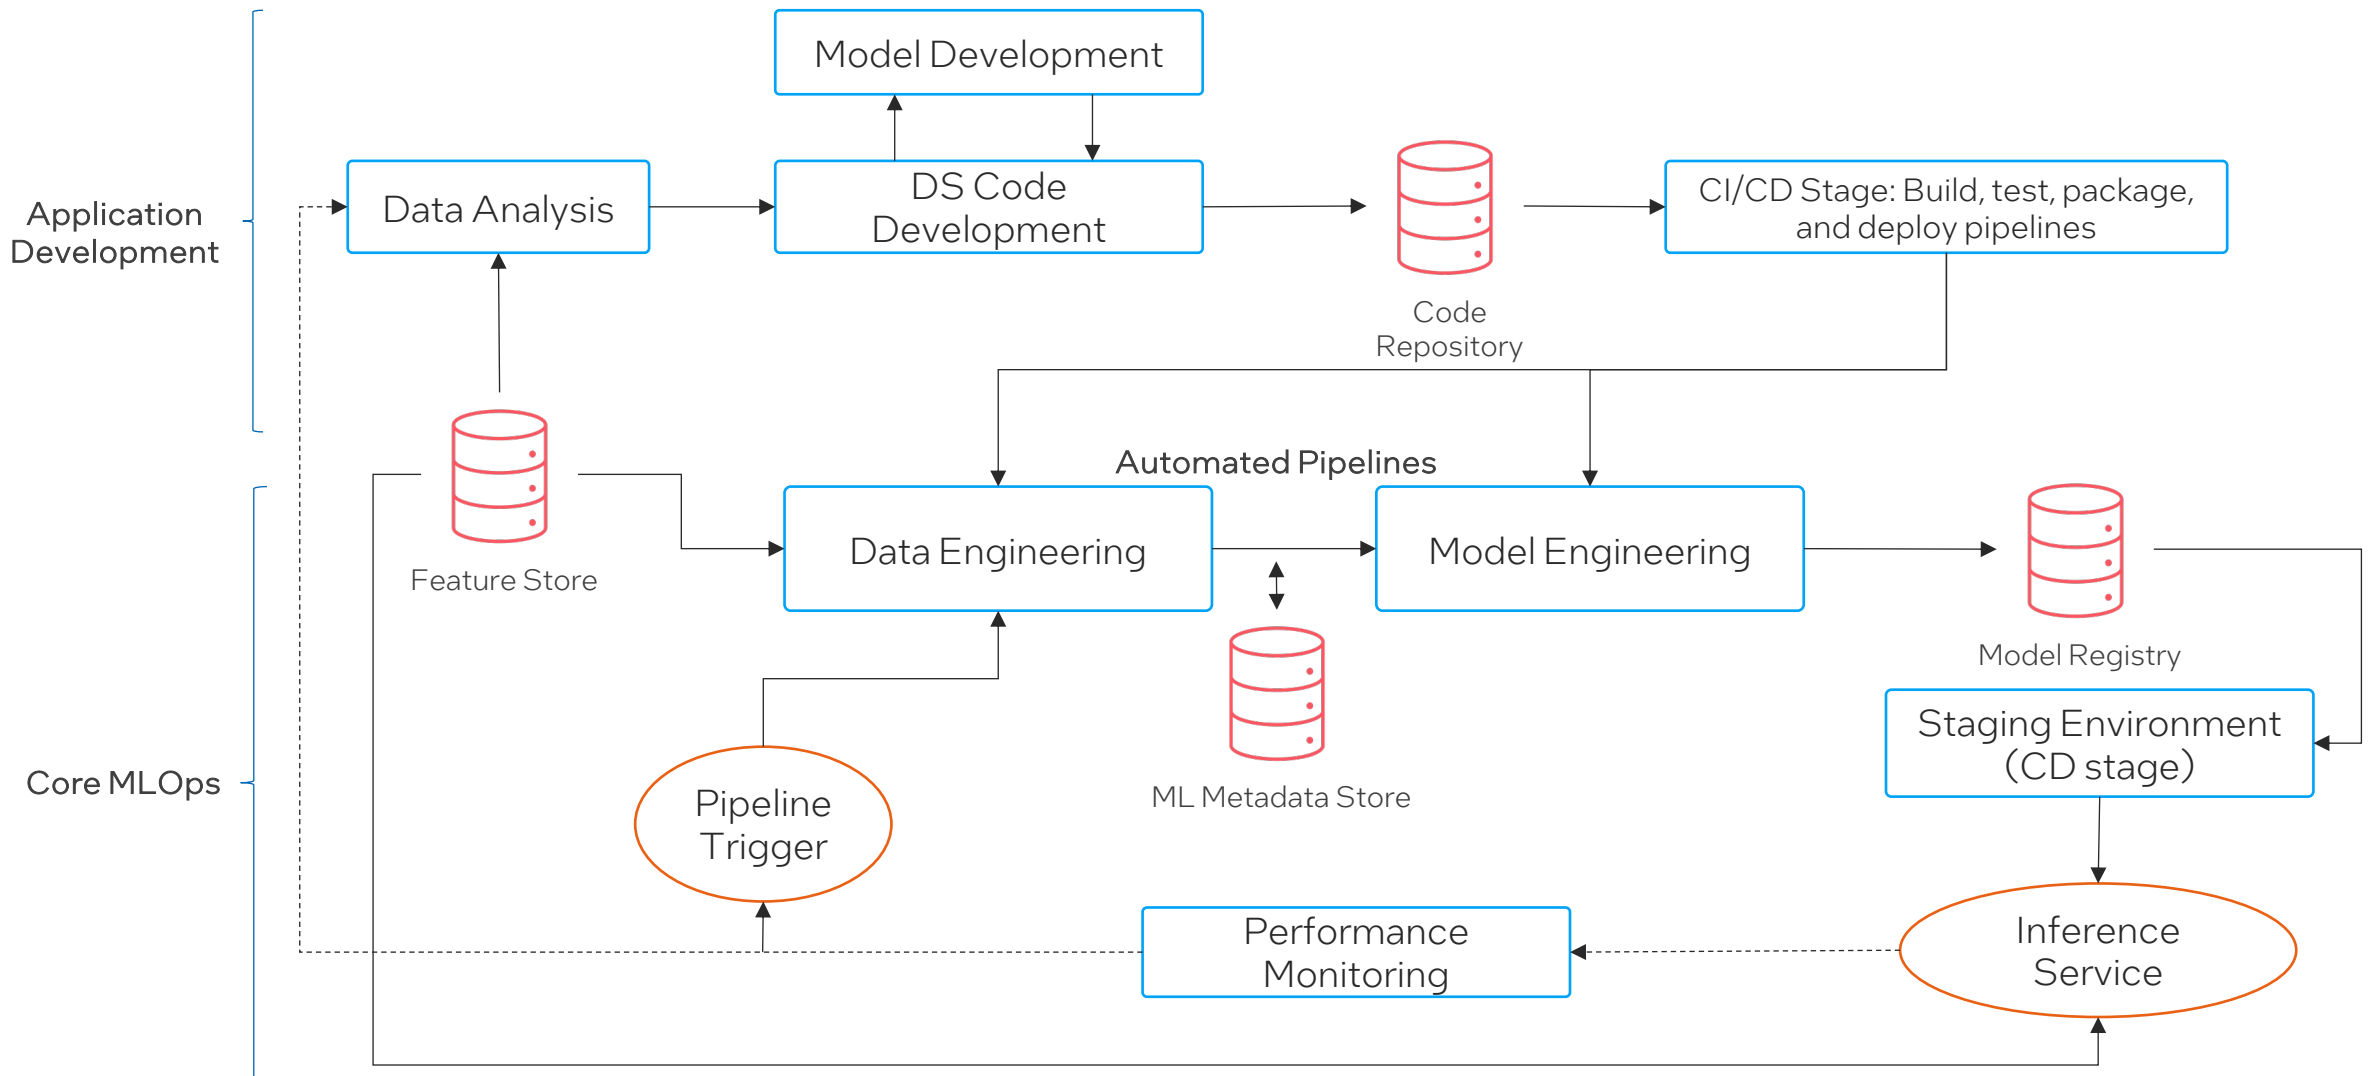 Model Development
Application
Development
Data Analysis
DS Code
Development
CI/CD Stage: Build, test, package,
and deploy pipelines
Code
Repository
Automated Pipelines
Feature Store
Data Engineering
Model Engineering
Model Registry
Core MLOps
Pipeline
Trigger
ML Metadata Store
Staging Environment
(CD stage)
Performance
Monitoring
Inference
Service